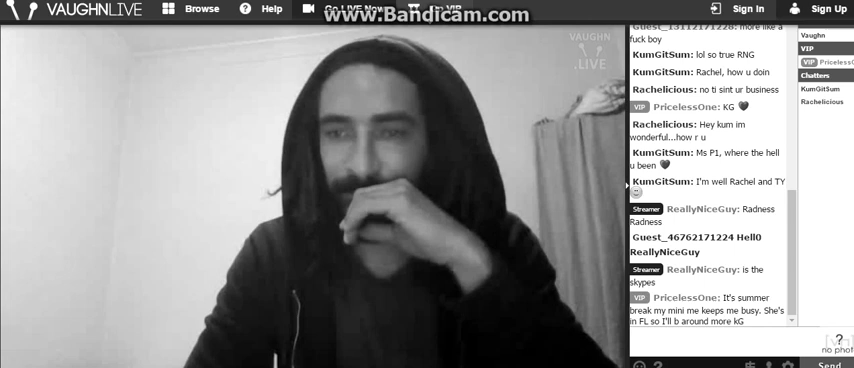 VAUGHNLIVE Browse Help Go LIVE Now VIP Sign In Sign Up
www.Bandicam.com
VAUGHN
.LIVE
Guest_13112171228: more like a
fuck boy
KumGitSum: lol so true RNG
KumGitSum: Rachel, how u doin
Rachelicious: no ti sint ur business
VIP PricelessOne: KG
Rachelicious: Hey kum im
wonderful...how r u
KumGitSum: Ms P1, where the hell
u been
KumGitSum: I'm well Rachel and TY
Streamer ReallyNiceGuy: Radness
Radness
Guest_46762171224 Hell0
ReallyNiceGuy
Streamer ReallyNiceGuy: is the
skypes
VIP PricelessOne: It's summer
break my mini me keeps me busy. She's
in FL so I'll b around more kG
Send
Vaughn
VIP
VIP PricelessO
Chatters
KumGitSum
Rachelicious
?
no phot